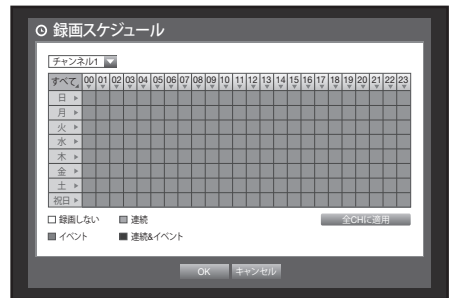 録画スケジュール
チャンネル1
すべて 00 01 02 03 04 05 06 07 08 09 10 11 12 13 14 15 16 17 18 19 20 21 22 23
日
月
火
水
木
金
土
祝日
録画しない 連続 全CHに適用
イベント 連続&イベント
OK キャンセル